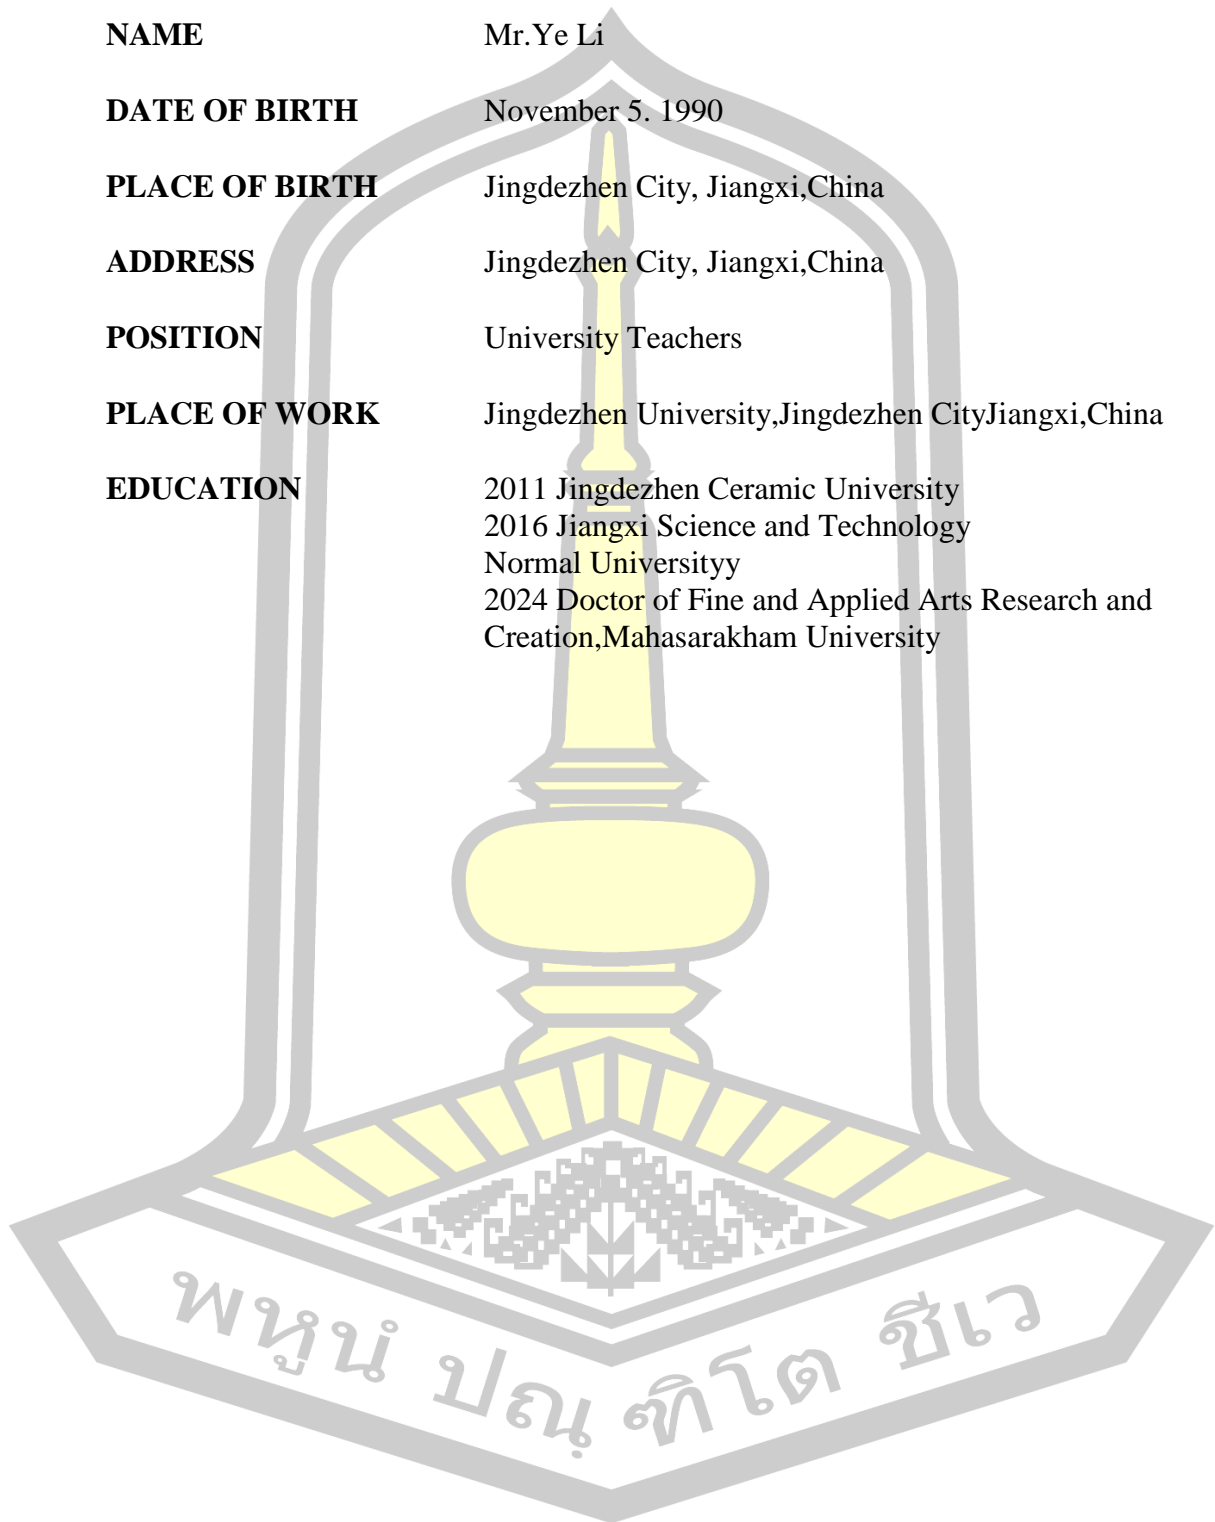 NAME Mr.Ye Li
DATE OF BIRTH November 5. 1990
PLACE OF BIRTH Jingdezhen City, Jiangxi,China
ADDRESS Jingdezhen City, Jiangxi,China
POSITION University Teachers
PLACE OF WORK Jingdezhen University,Jingdezhen CityJiangxi,China
EDUCATION 2011 Jingdezhen Ceramic University
2016 Jiangxi Science and Technology
Normal Universityy
2024 Doctor of Fine and Applied Arts Research and
Creation,Mahasarakham University
พหูนํ ปณฺ ฑิโต ชีเว